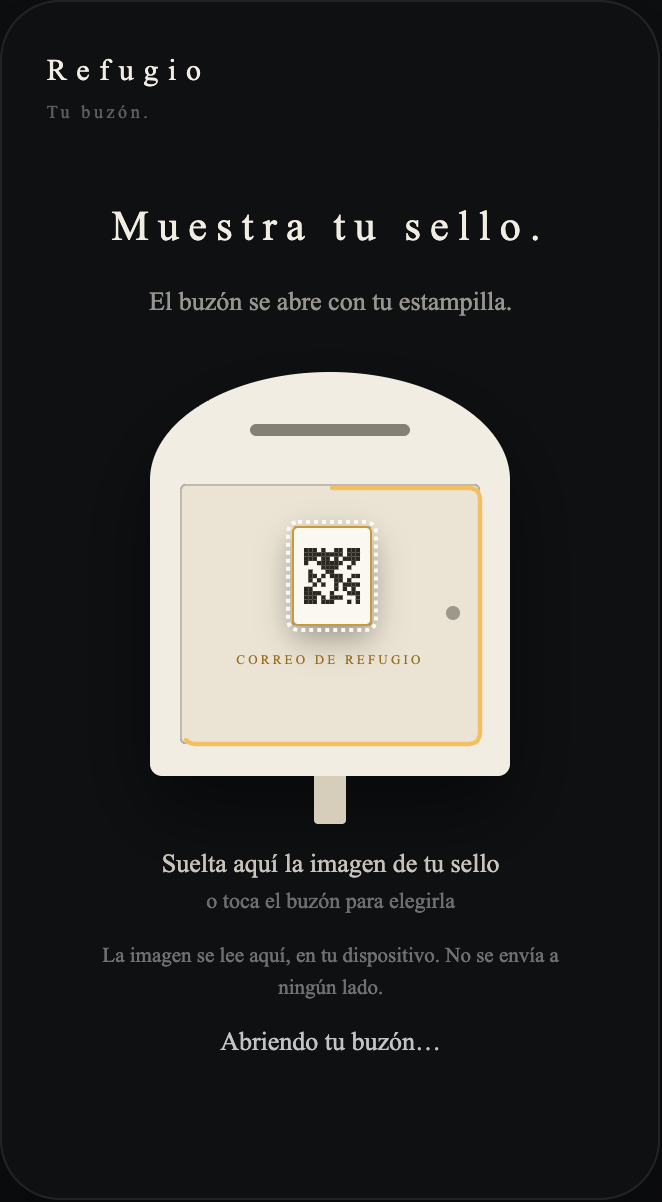 Refugio
Tu buzón.
Muestra tu sello.
El buzón se abre con tu estampilla.
CORREO DE REFUGIO
Suelta aquí la imagen de tu sello
o toca el buzón para elegirla
La imagen se lee aquí, en tu dispositivo. No se envía a
ningún lado.
Abriendo tu buzón…